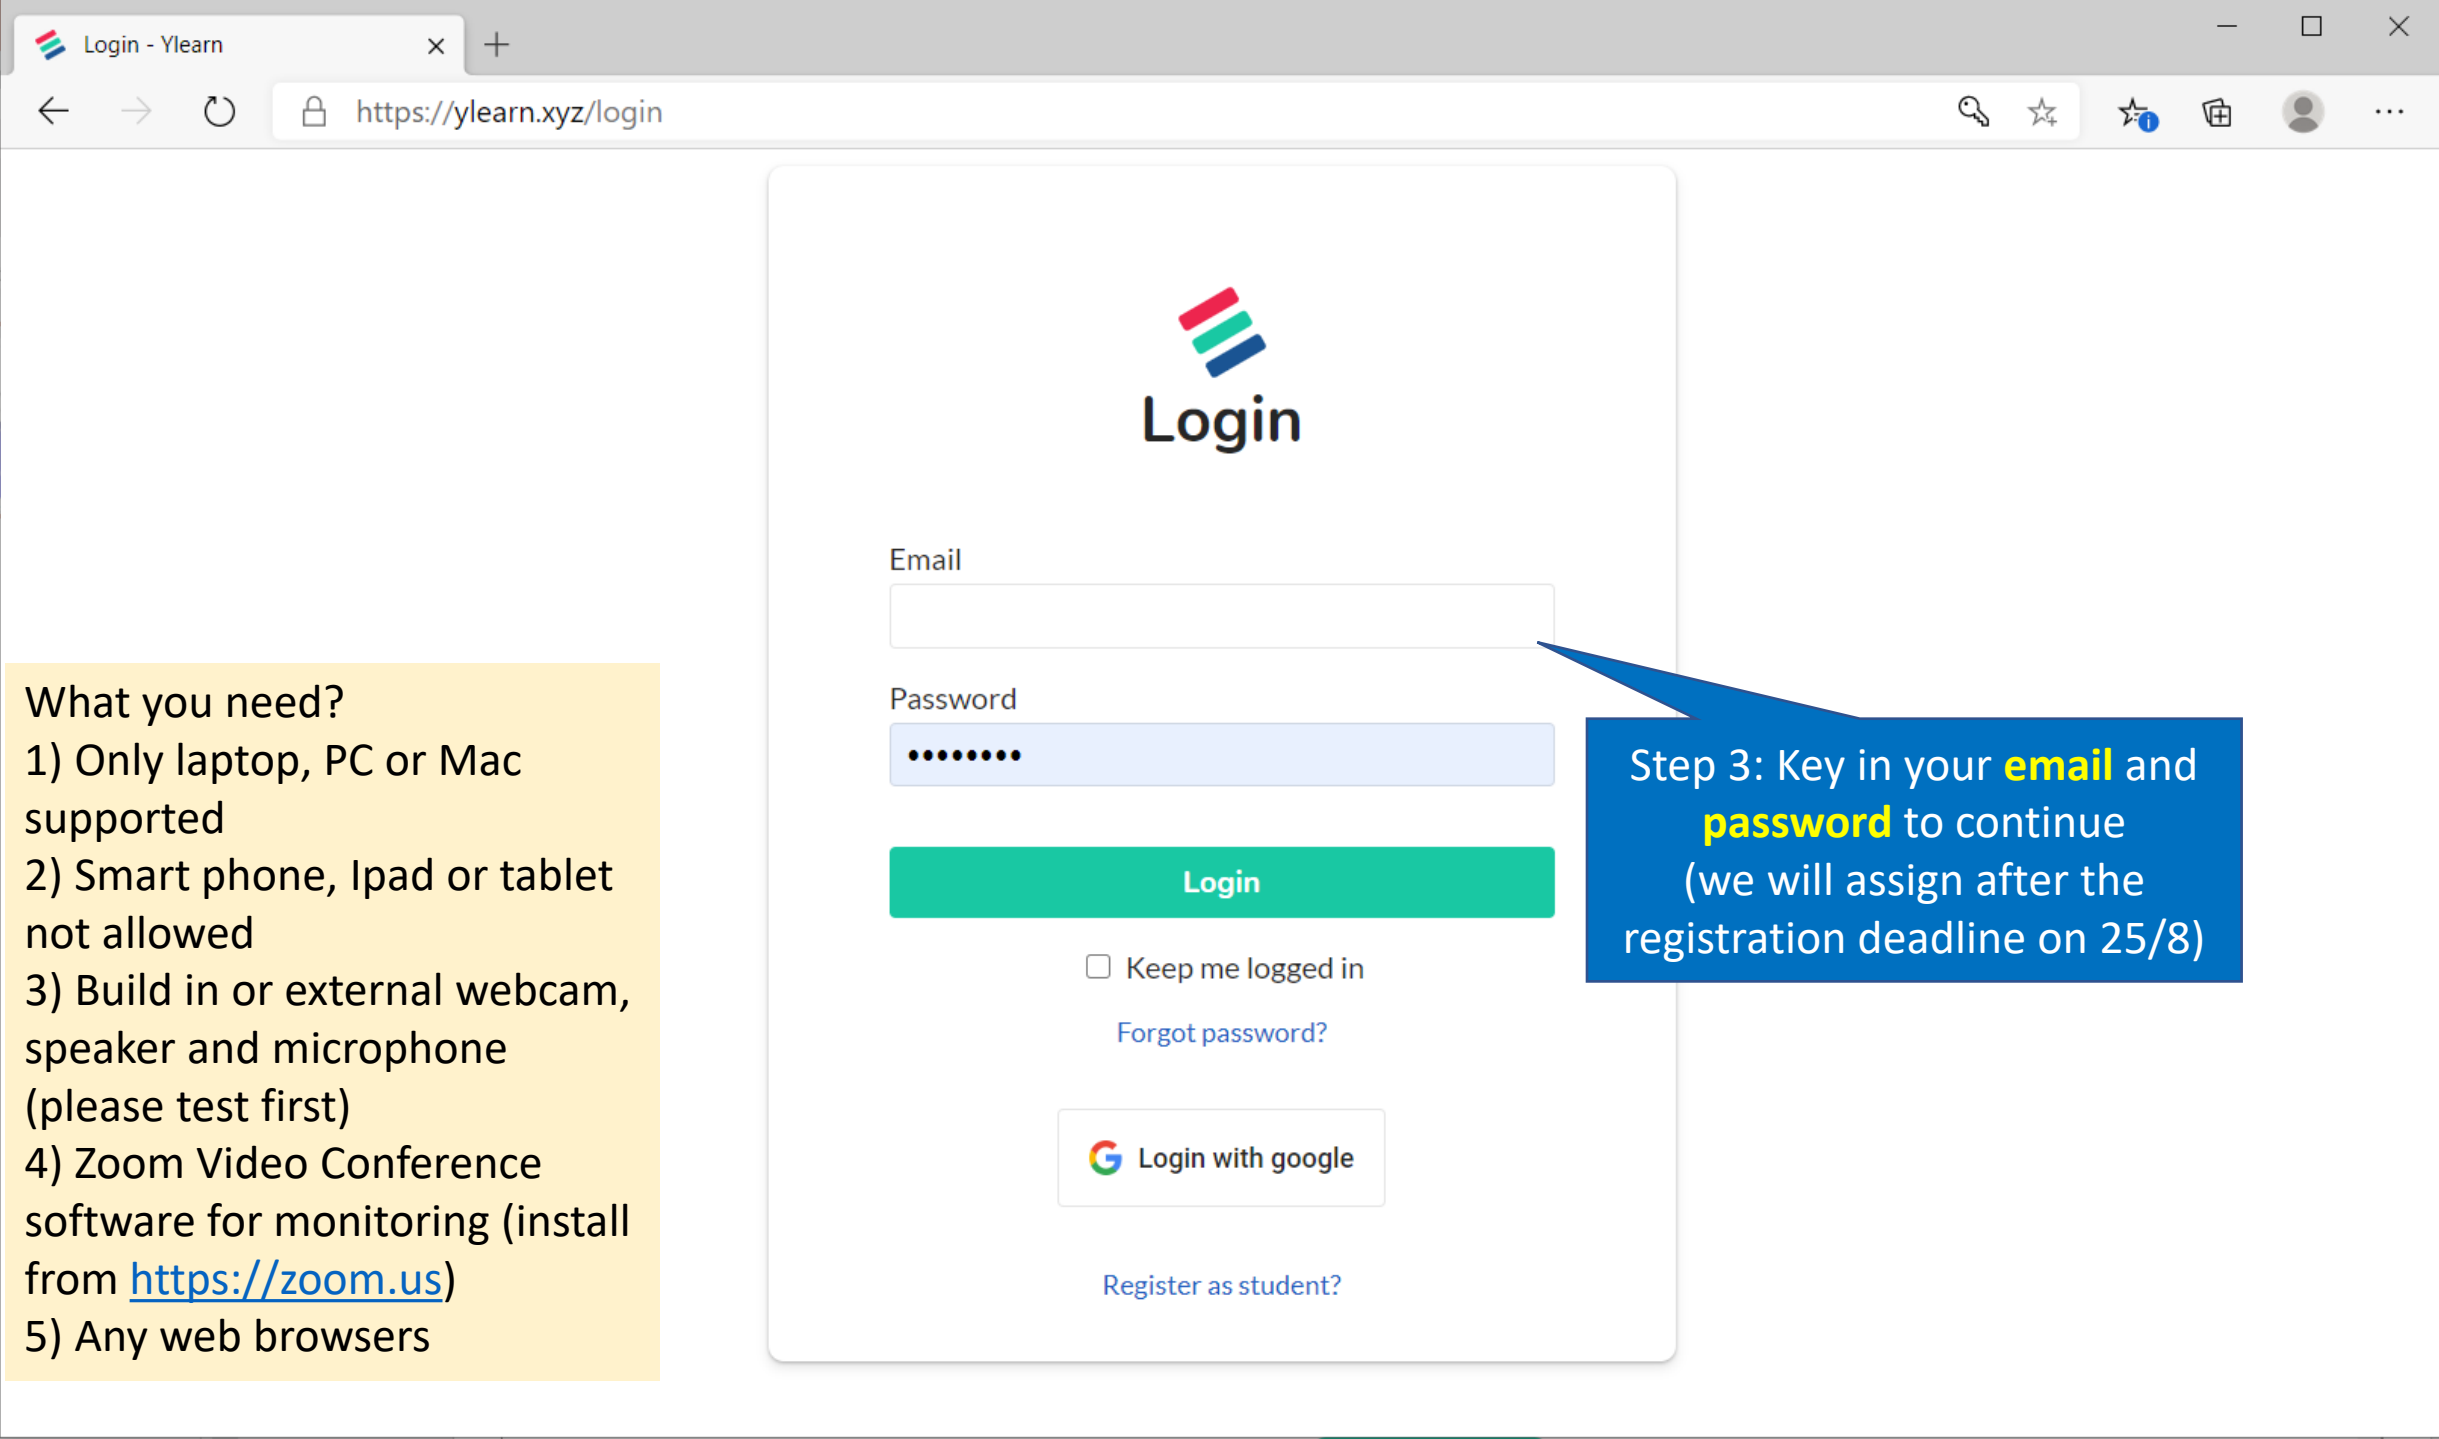 Login - Ylearn
https://ylearn.xyz/login
Login
Email
Password
Login
Keep me logged in
Forgot password?
Login with google
Register as student?
What you need?
1) Only laptop, PC or Mac
supported
2) Smart phone, Ipad or tablet
not allowed
3) Build in or external webcam,
speaker and microphone
(please test first)
4) Zoom Video Conference
software for monitoring (install
from https://zoom.us)
5) Any web browsers
Step 3: Key in your email and
password to continue
(we will assign after the
registration deadline on 25/8)